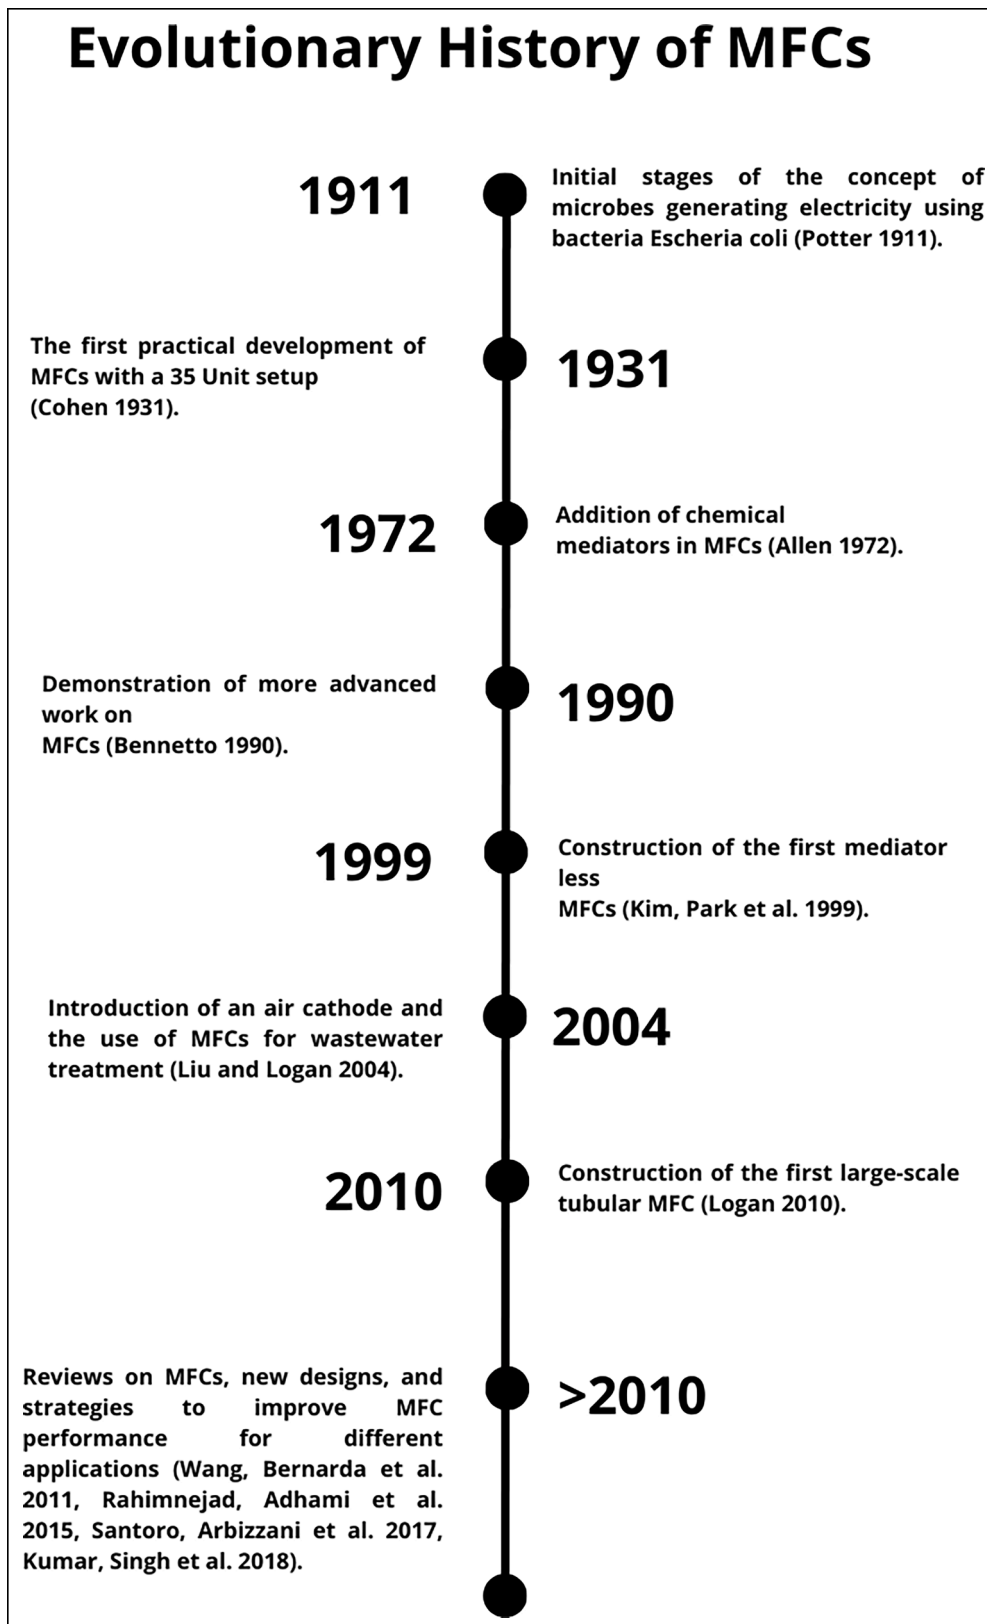 Evolutionary History of MFCs
1911
Initial stages of the concept of
microbes generating electricity using
bacteria Escheria coli (Potter 1911).
The first practical development of
MFCs with a 35 Unit setup
(Cohen 1931).
1931
1972
Addition of chemical
mediators in MFCs (Allen 1972).
Demonstration of more advanced
work on
MFCs (Bennetto 1990).
1990
1999
Construction of the first mediator
less
MFCs (Kim, Park et al. 1999).
Introduction of an air cathode and
the use of MFCs for wastewater
treatment (Liu and Logan 2004).
2004
2010
Construction of the first large-scale
tubular MFC (Logan 2010).
Reviews on MFCs, new designs, and
strategies to improve MFC
performance for different
applications (Wang, Bernarda et al.
2011, Rahimnejad, Adhami et al.
2015, Santoro, Arbizzani et al. 2017,
Kumar, Singh et al. 2018).
>2010